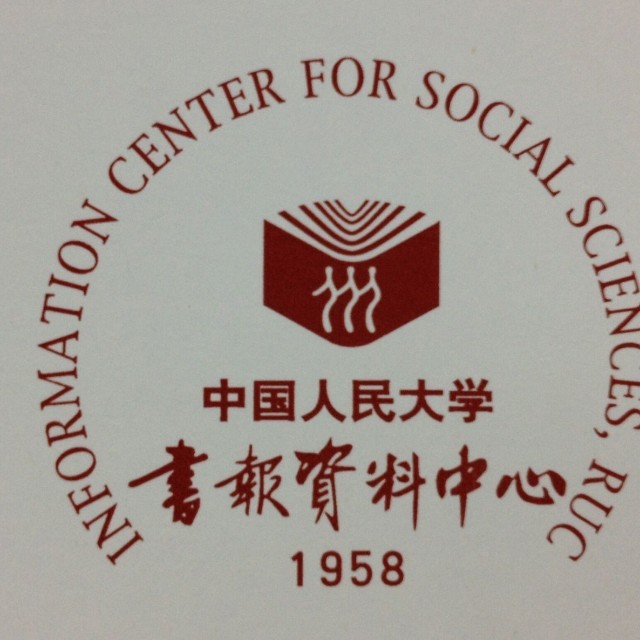 INFORMATION CENTER FOR SOCIAL SCIENCES, RUC
中国人民大学
書報資料中心
1958